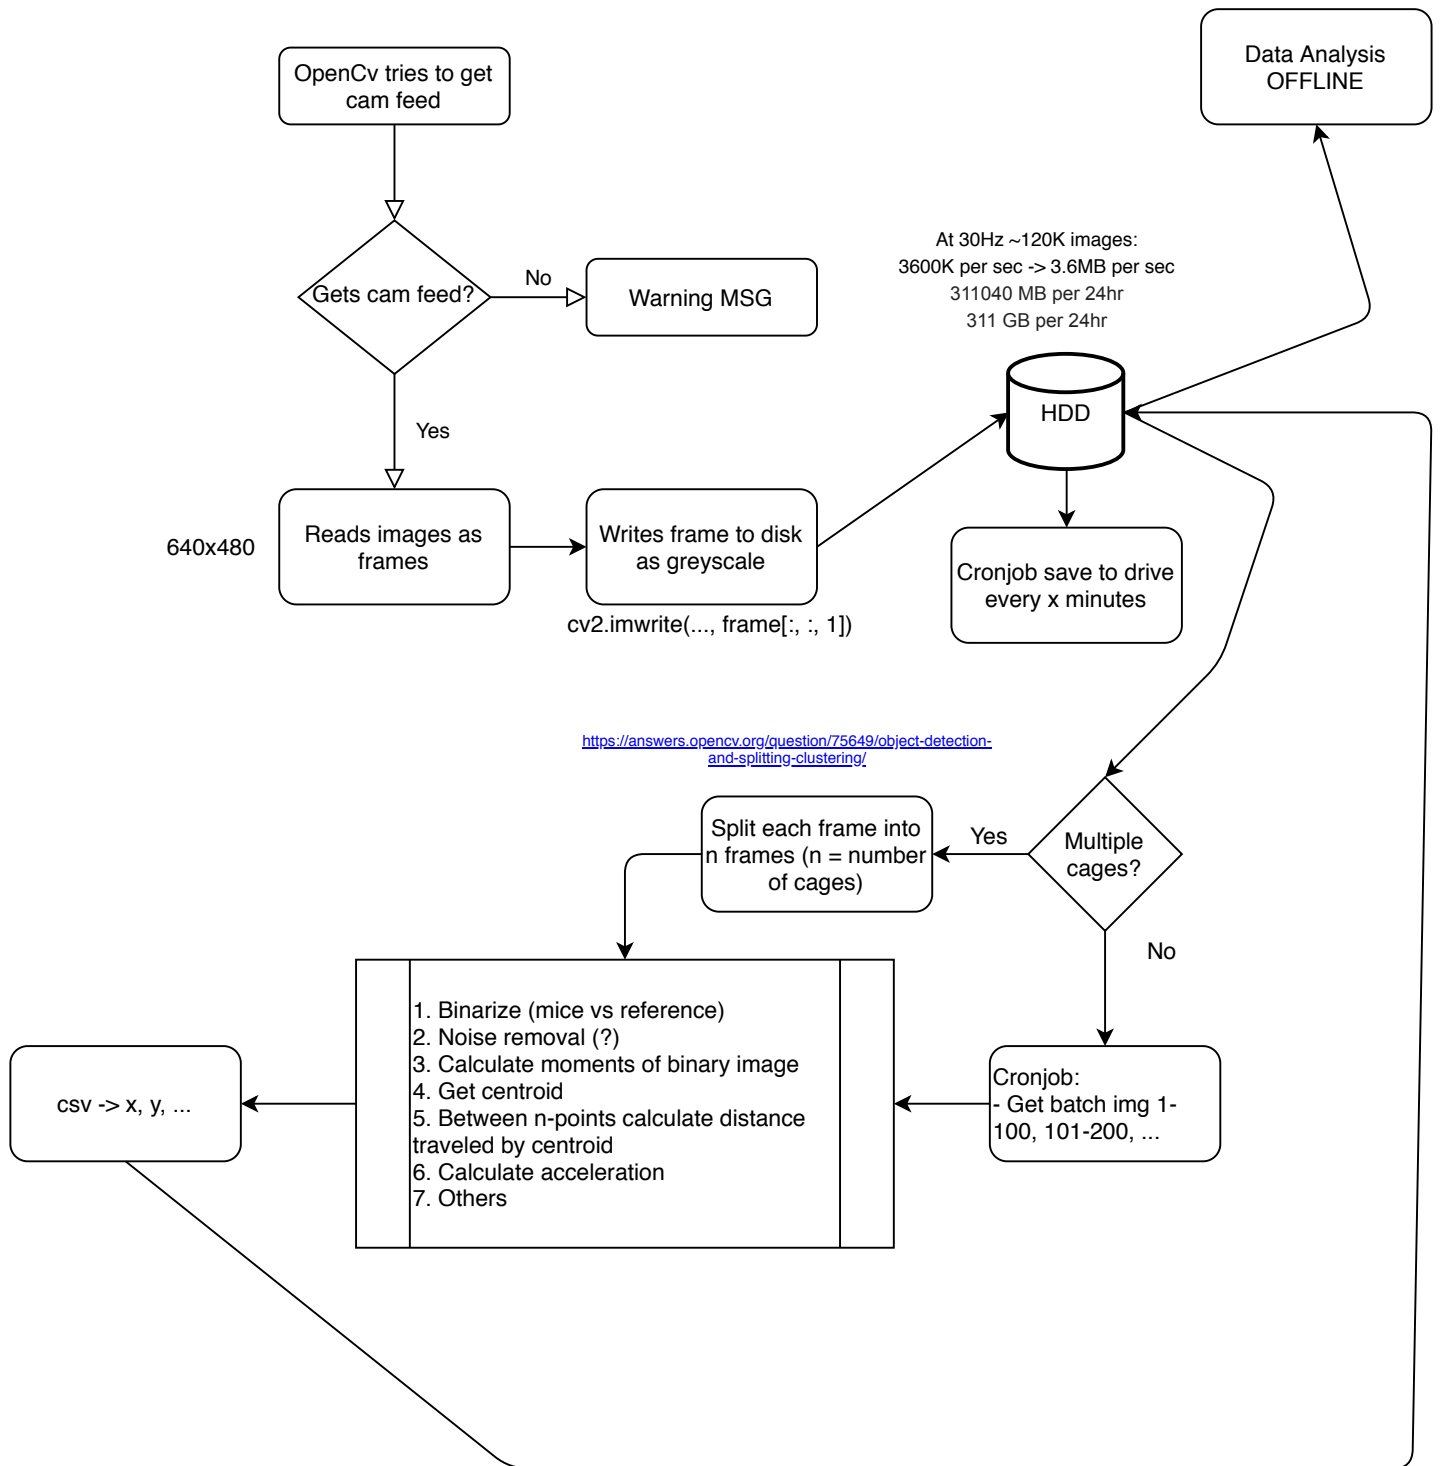 OpenCv tries to get
cam feed
Data Analysis
OFFLINE
Gets cam feed?
No
Warning MSG
At 30Hz ~120K images:
3600K per sec -> 3.6MB per sec
311040 MB per 24hr
311 GB per 24hr
HDD
Yes
640x480
Reads images as
frames
Writes frame to disk
as greyscale
cv2.imwrite(..., frame[:, :, 1])
Cronjob save to drive
every x minutes
https://answers.opencv.org/question/75649/object-detection-
and-splitting-clustering/
Split each frame into
n frames (n = number
of cages)
Yes
Multiple
cages?
No
1. Binarize (mice vs reference)
2. Noise removal (?)
3. Calculate moments of binary image
4. Get centroid
5. Between n-points calculate distance
traveled by centroid
6. Calculate acceleration
7. Others
Cronjob:
- Get batch img 1-
100, 101-200, ...
csv -> x, y, ...